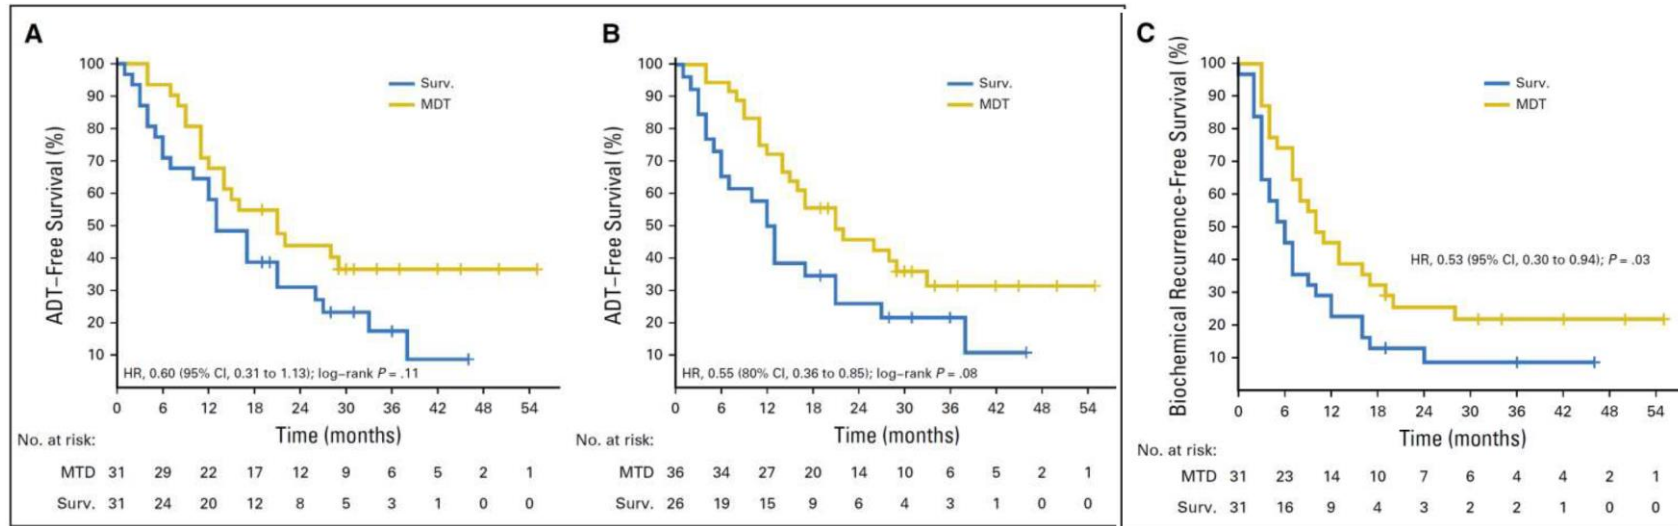 A
ADT–Free Survival (%)
100
90
80
70
60
50
40
30
20
10
Surv.
MDT
HR, 0.60 (95% CI, 0.31 to 1.13); log–rank P = .11
0 6 12 18 24 30 36 42 48 54
Time (months)
No. at risk:
MTD 31 29 22 17 12 9 6 5 2 1
Surv. 31 24 20 12 8 5 3 1 0 0
B
ADT–Free Survival (%)
100
90
80
70
60
50
40
30
20
10
Surv.
MDT
HR, 0.55 (80% CI, 0.36 to 0.85); log–rank P = .08
0 6 12 18 24 30 36 42 48 54
Time (months)
No. at risk:
MTD 36 34 27 20 14 10 6 5 2 1
Surv. 26 19 15 9 6 4 3 1 0 0
C
Biochemical Recurrence-Free Survival (%)
100
90
80
70
60
50
40
30
20
10
Surv.
MDT
HR, 0.53 (95% CI, 0.30 to 0.94); P = .03
0 6 12 18 24 30 36 42 48 54
Time (months)
No. at risk:
MTD 31 23 14 10 7 6 4 4 2 1
Surv. 31 16 9 4 3 2 2 1 0 0